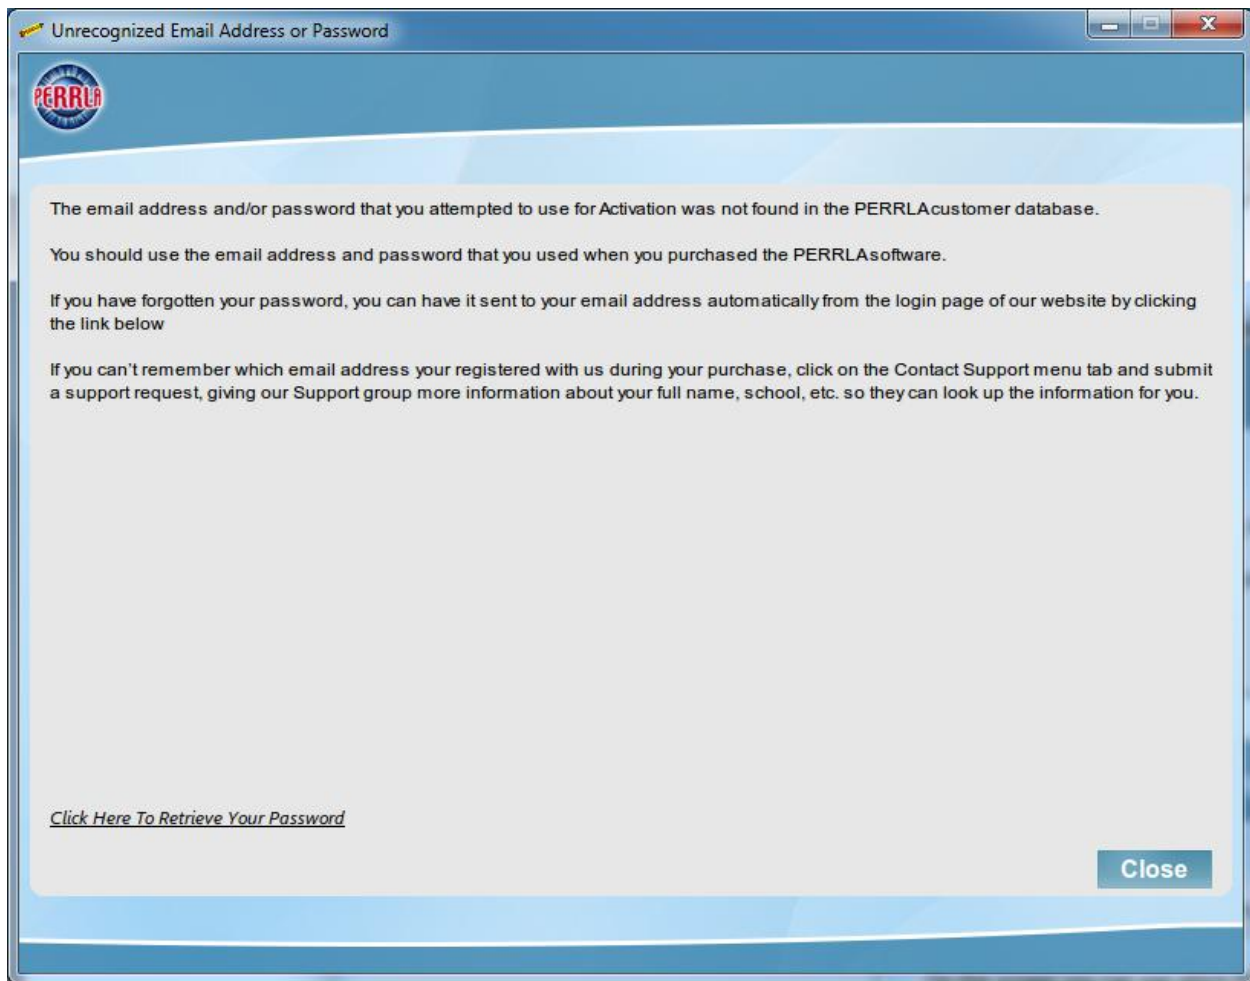 Unrecognized Email Address or Password
PERRLA
The email address and/or password that you attempted to use for Activation was not found in the PERRLA customer database.
You should use the email address and password that you used when you purchased the PERRLA software.
If you have forgotten your password, you can have it sent to your email address automatically from the login page of our website by clicking
the link below
If you can't remember which email address your registered with us during your purchase, click on the Contact Support menu tab and submit
a support request, giving our Support group more information about your full name, school, etc. so they can look up the information for you.
Click Here To Retrieve Your Password
Close